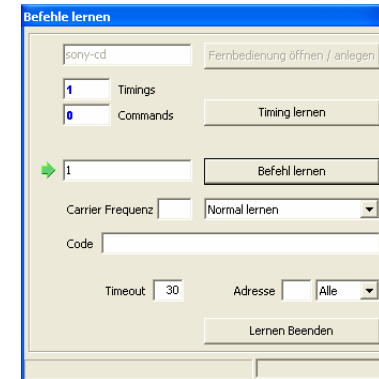 Befehle lernen
sony-cd Fernbedienung öffnen / anlegen
1 Timings
0 Commands Timing lernen
1 Befehl lernen
Carrier Frequenz Normal lernen
Code
Timeout 30 Adresse Alle
Lernen Beenden